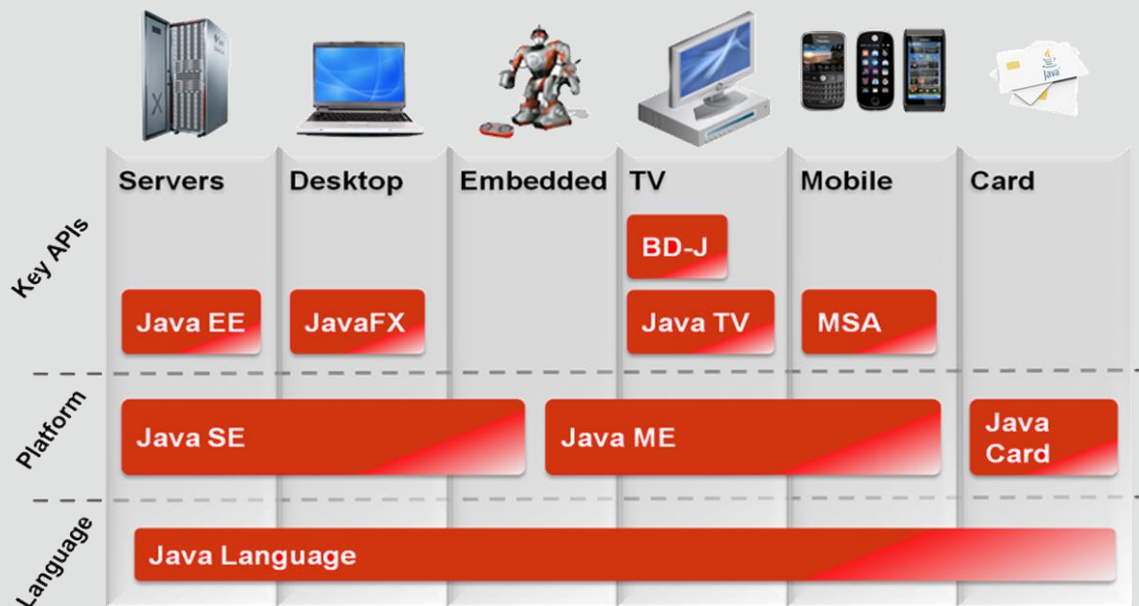 Java
Servers
Desktop
Embedded
TV
Mobile
Card
Key APIs
BD-J
Java EE
JavaFX
Java TV
MSA
Platform
Java SE
Java ME
Java
Card
Language
Java Language